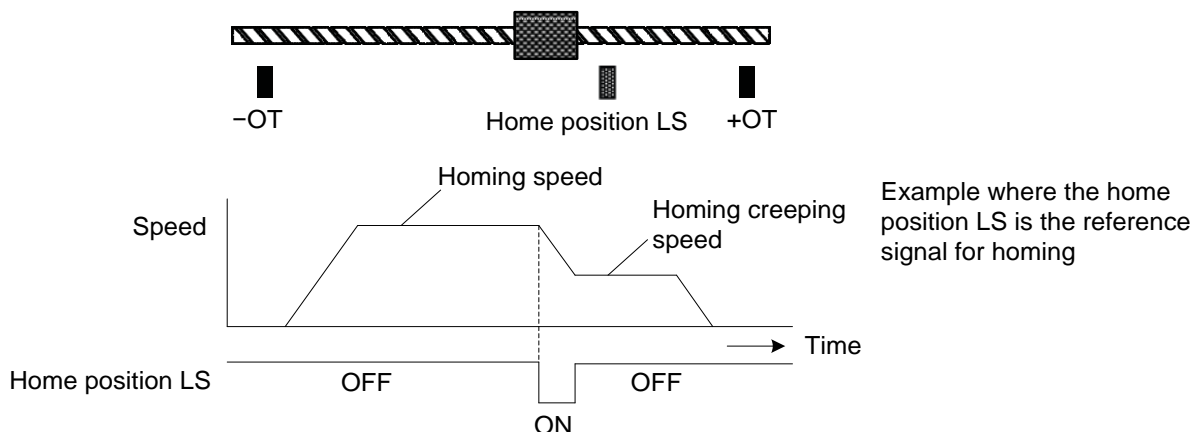 −OT
Home position LS
+OT
Homing speed
Speed
Homing creeping
speed
Example where the home
position LS is the reference
signal for homing
Time
Home position LS
OFF
OFF
ON